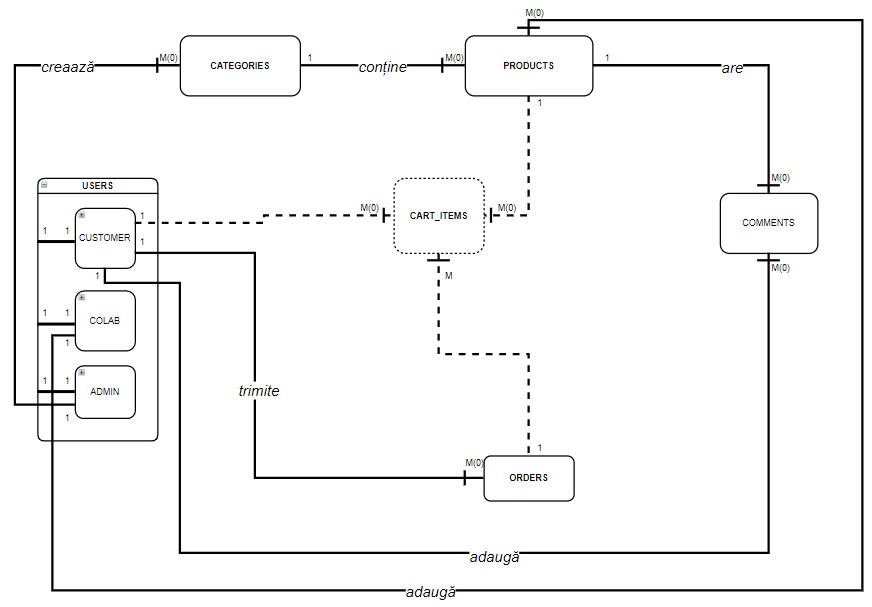 M(0)
creează
M(0)
CATEGORIES
1
conține
M(0)
PRODUCTS
1
are
1
USERS
M(0)
1
M(0)
CART_ITEMS
M(0)
M(0)
1
1
CUSTOMER
1
COMMENTS
1
M
M(0)
1
1
COLAB
1
1
1
ADMIN
1
trimite
1
M(0)
ORDERS
adaugă
adaugă